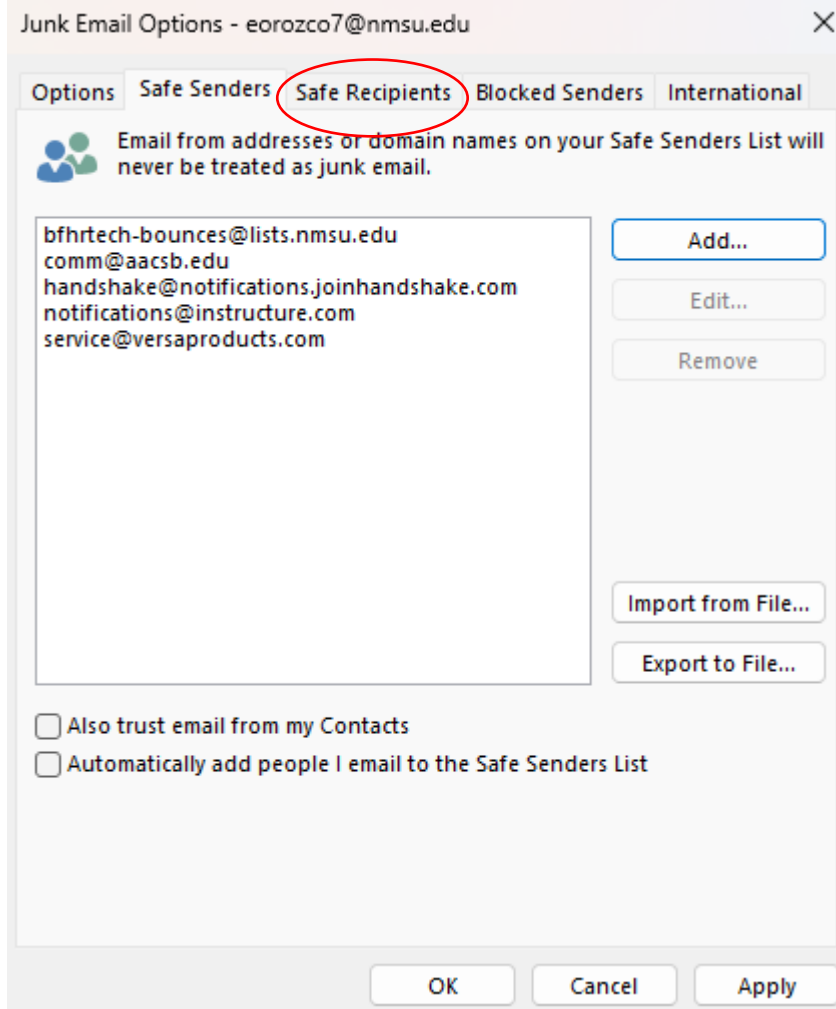 Junk Email Options - eorozco7@nmsu.edu
Options Safe Senders Safe Recipients Blocked Senders International
Email from addresses or domain names on your Safe Senders List will
never be treated as junk email.
bfhrtech-bounces@lists.nmsu.edu
comm@aacsb.edu
handshake@notifications.joinhandshake.com
notifications@instructure.com
service@versaproducts.com
Add...
Edit...
Remove
Import from File...
Export to File...
Also trust email from my Contacts
Automatically add people I email to the Safe Senders List
OK Cancel Apply